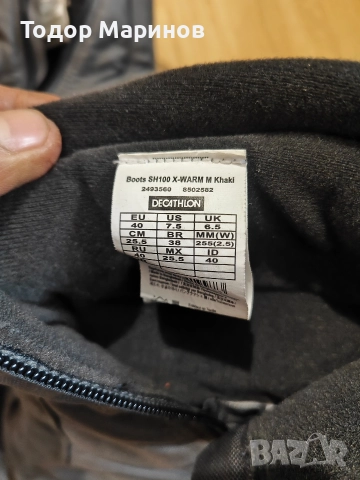 Тодор Маринов
Boots SH100 X-WARM M Khaki
2493560 8502582
DECATHLON
EU US UK
40 7.5 6.5
CM BR MM(W)
25,5 38 255(2.5)
RU MX ID
40 25,5 40
BAZAR